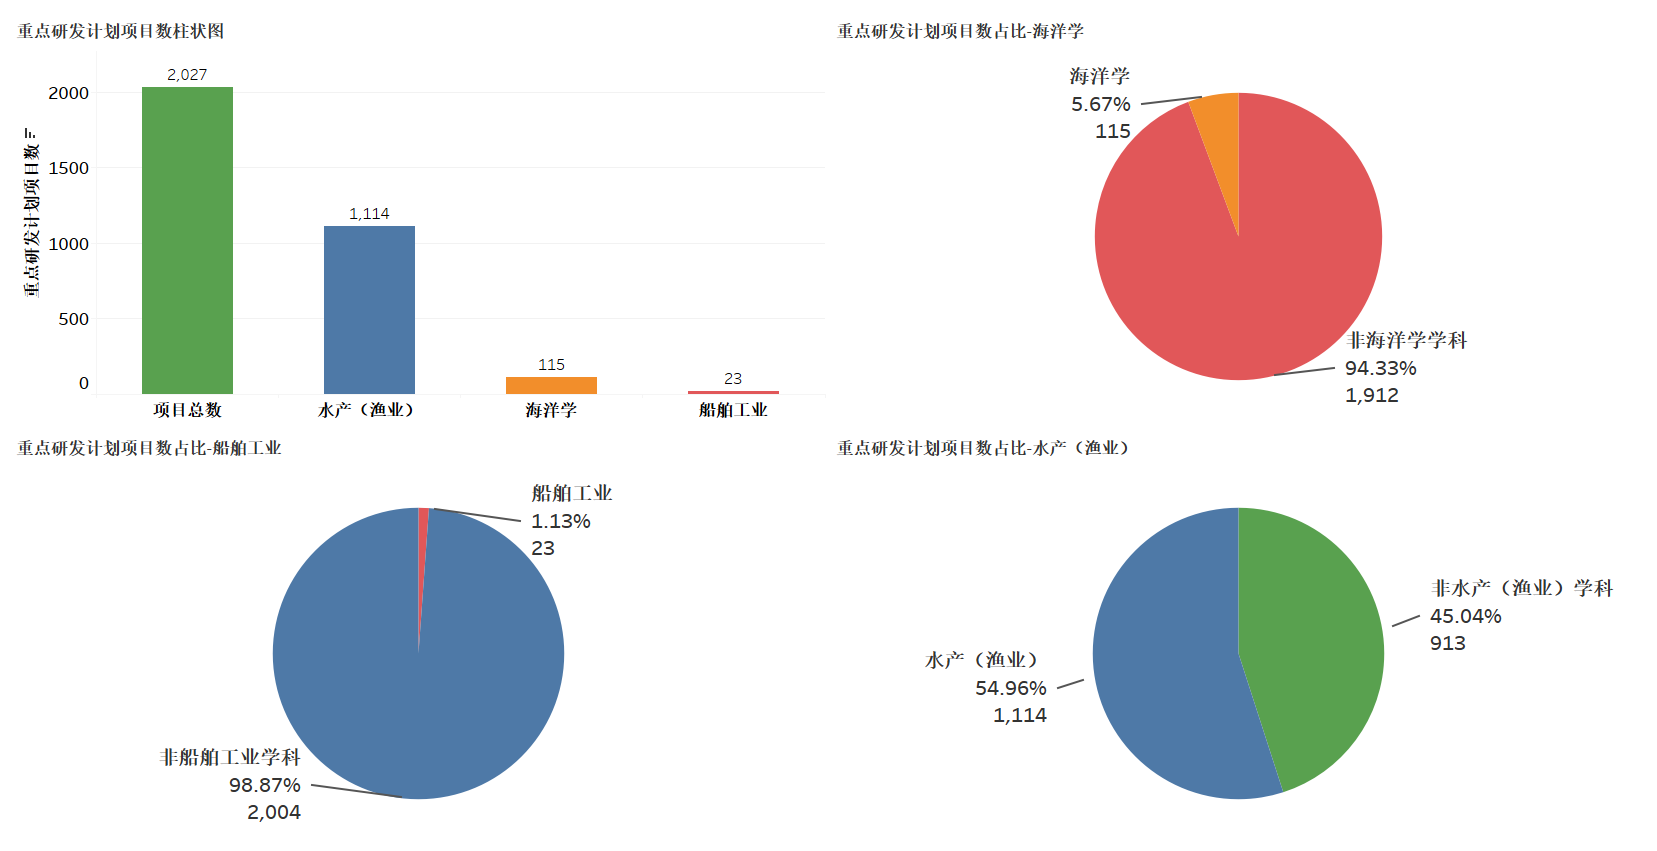 重点研发计划项目数柱状图
重点研发计划项目数
2000
1500
1000
500
0
2,027
1,114
115
23
项目总数
水产（渔业）
海洋学
船舶工业
重点研发计划项目数占比-海洋学
海洋学
5.67%
115
非海洋学学科
94.33%
1,912
重点研发计划项目数占比-船舶工业
船舶工业
1.13%
23
非船舶工业学科
98.87%
2,004
重点研发计划项目数占比-水产（渔业）
非水产（渔业）学科
45.04%
913
水产（渔业）
54.96%
1,114